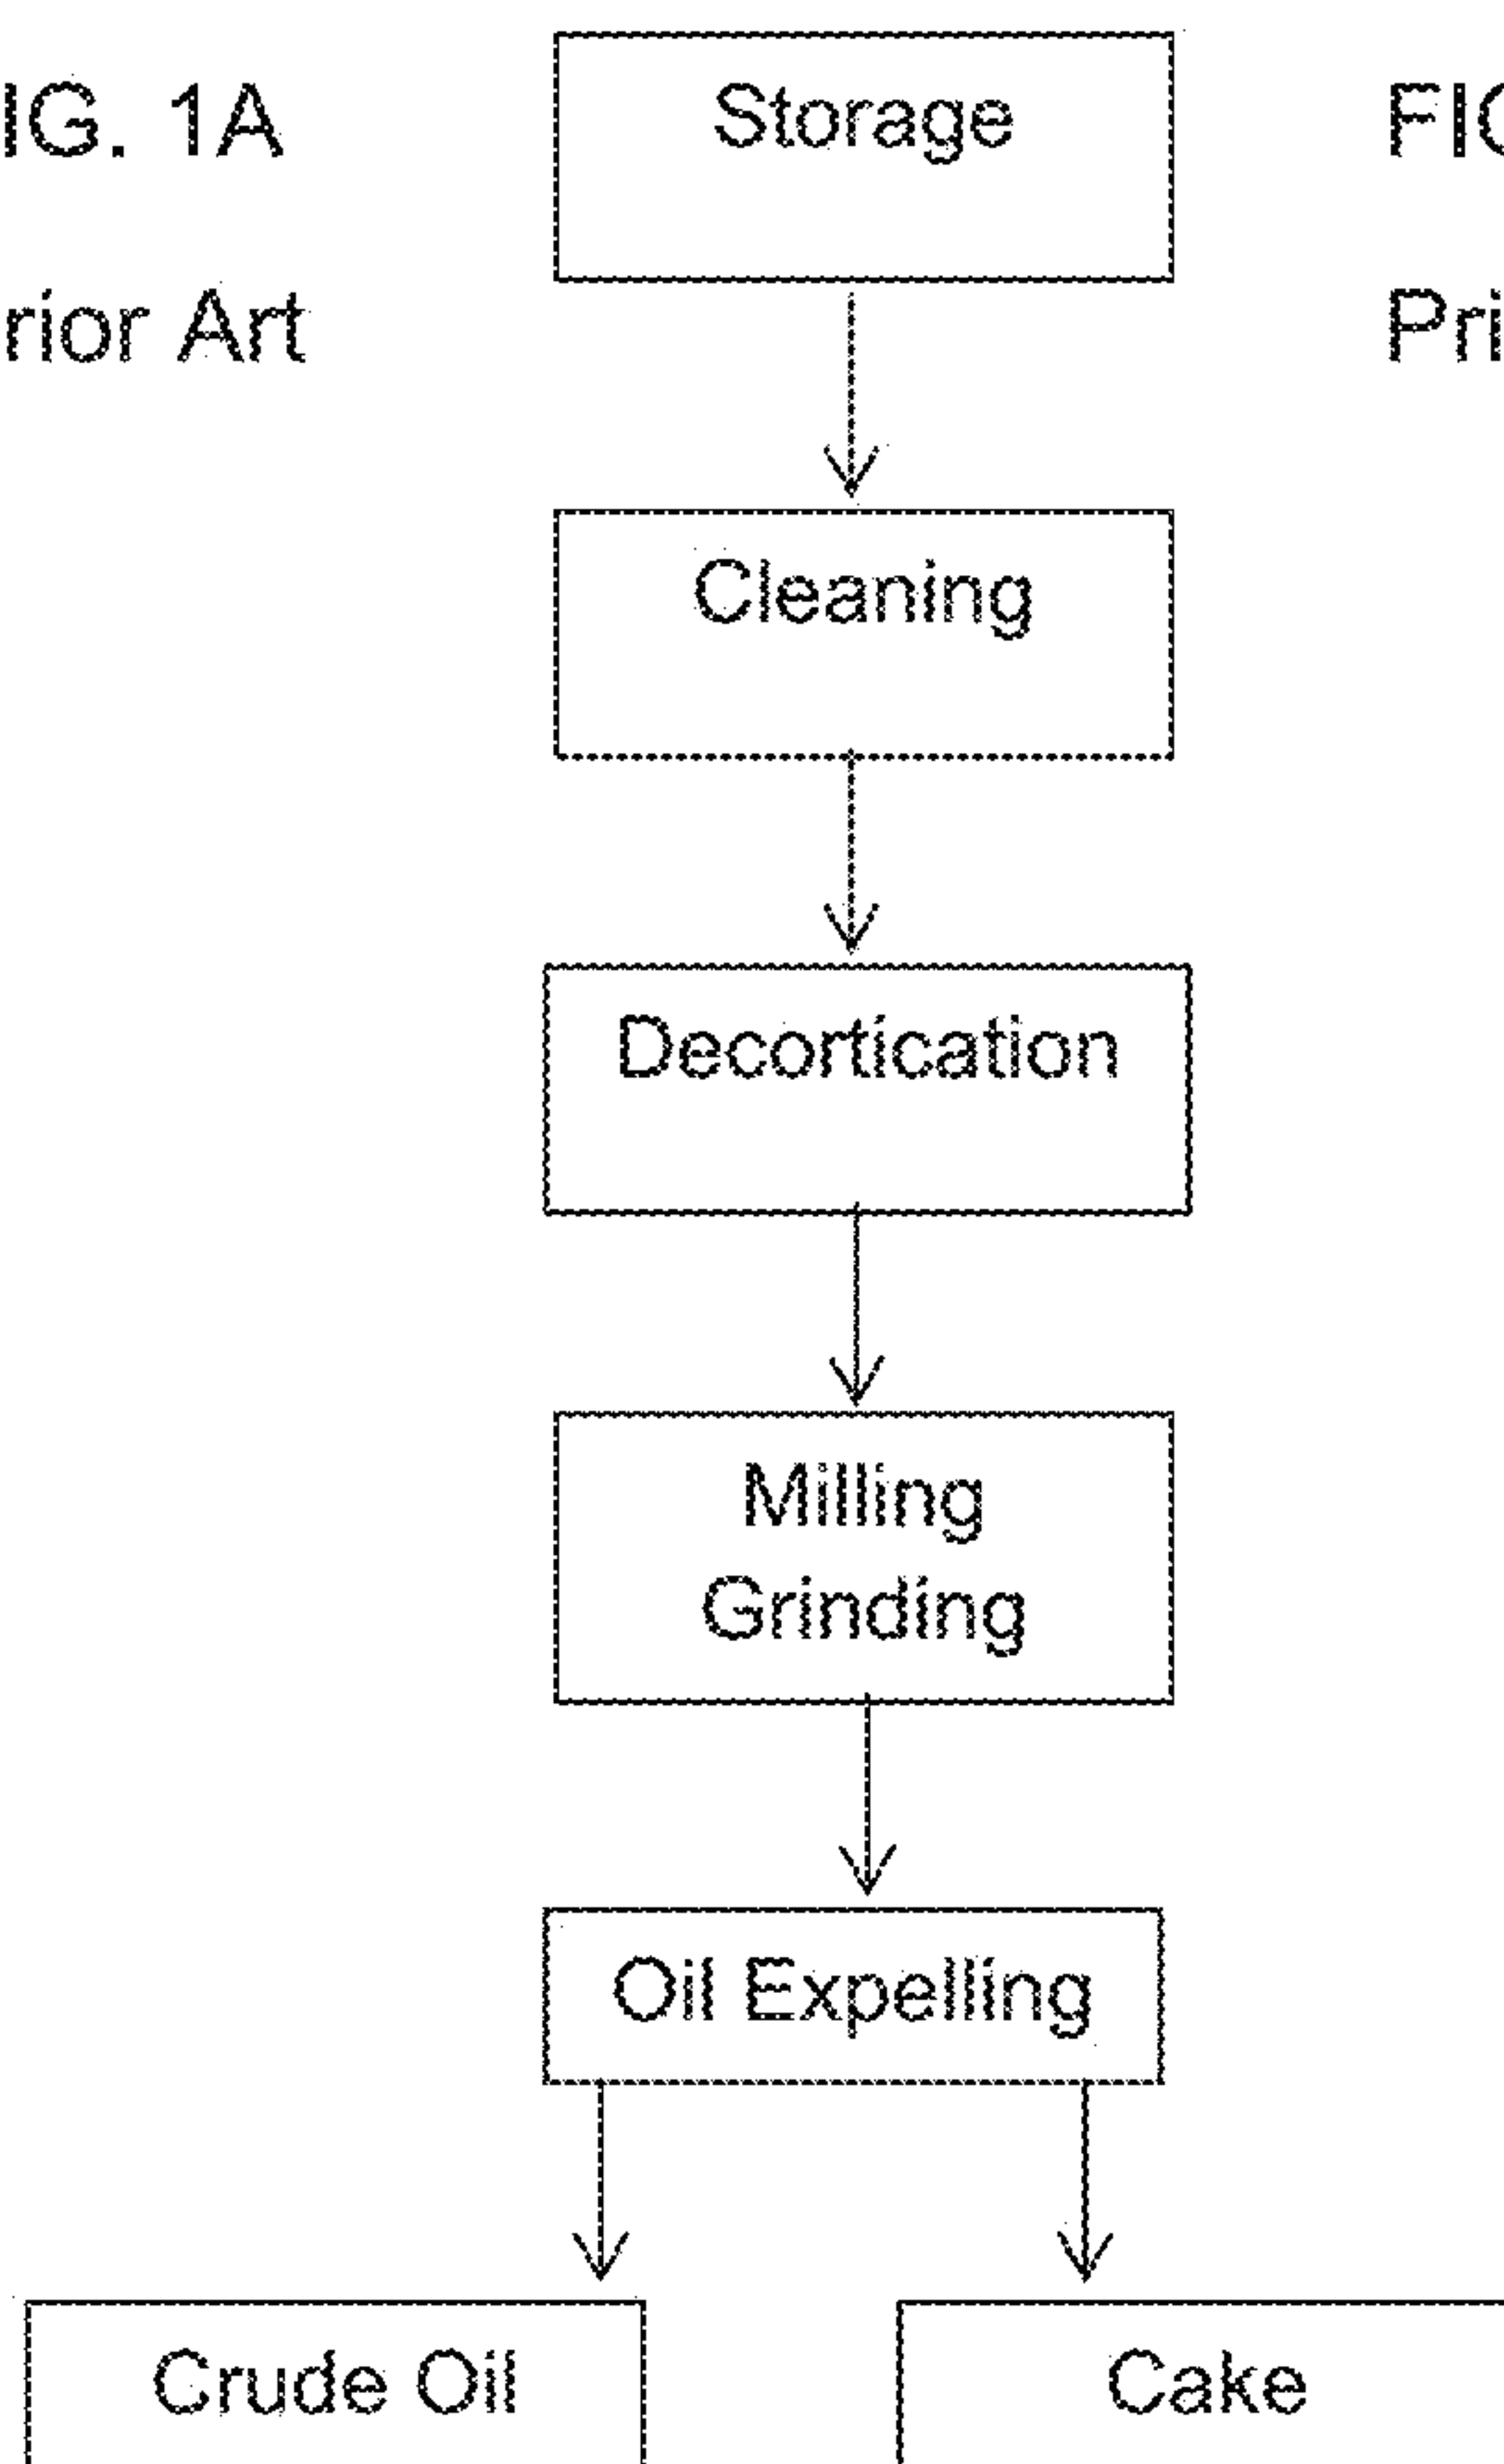 IG. 1A
Storage
FI
rior Art
Pri
Cleaning
Decortication
Milling
Grinding
Oil Expelling
Crude Oil
Cake